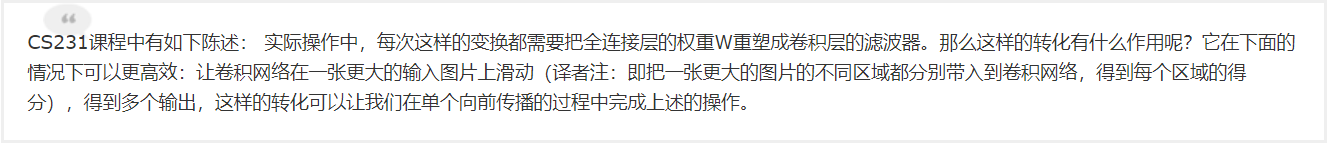 CS231课程中有如下陈述： 实际操作中，每次这样的变换都需要把全连接层的权重W重塑成卷积层的滤波器。那么这样的转化有什么作用呢？它在下面的
情况下可以更高效：让卷积网络在一张更大的输入图片上滑动（译者注：即把一张更大的图片的不同区域都分别带入到卷积网络，得到每个区域的得
分），得到多个输出，这样的转化可以让我们在单个向前传播的过程中完成上述的操作。